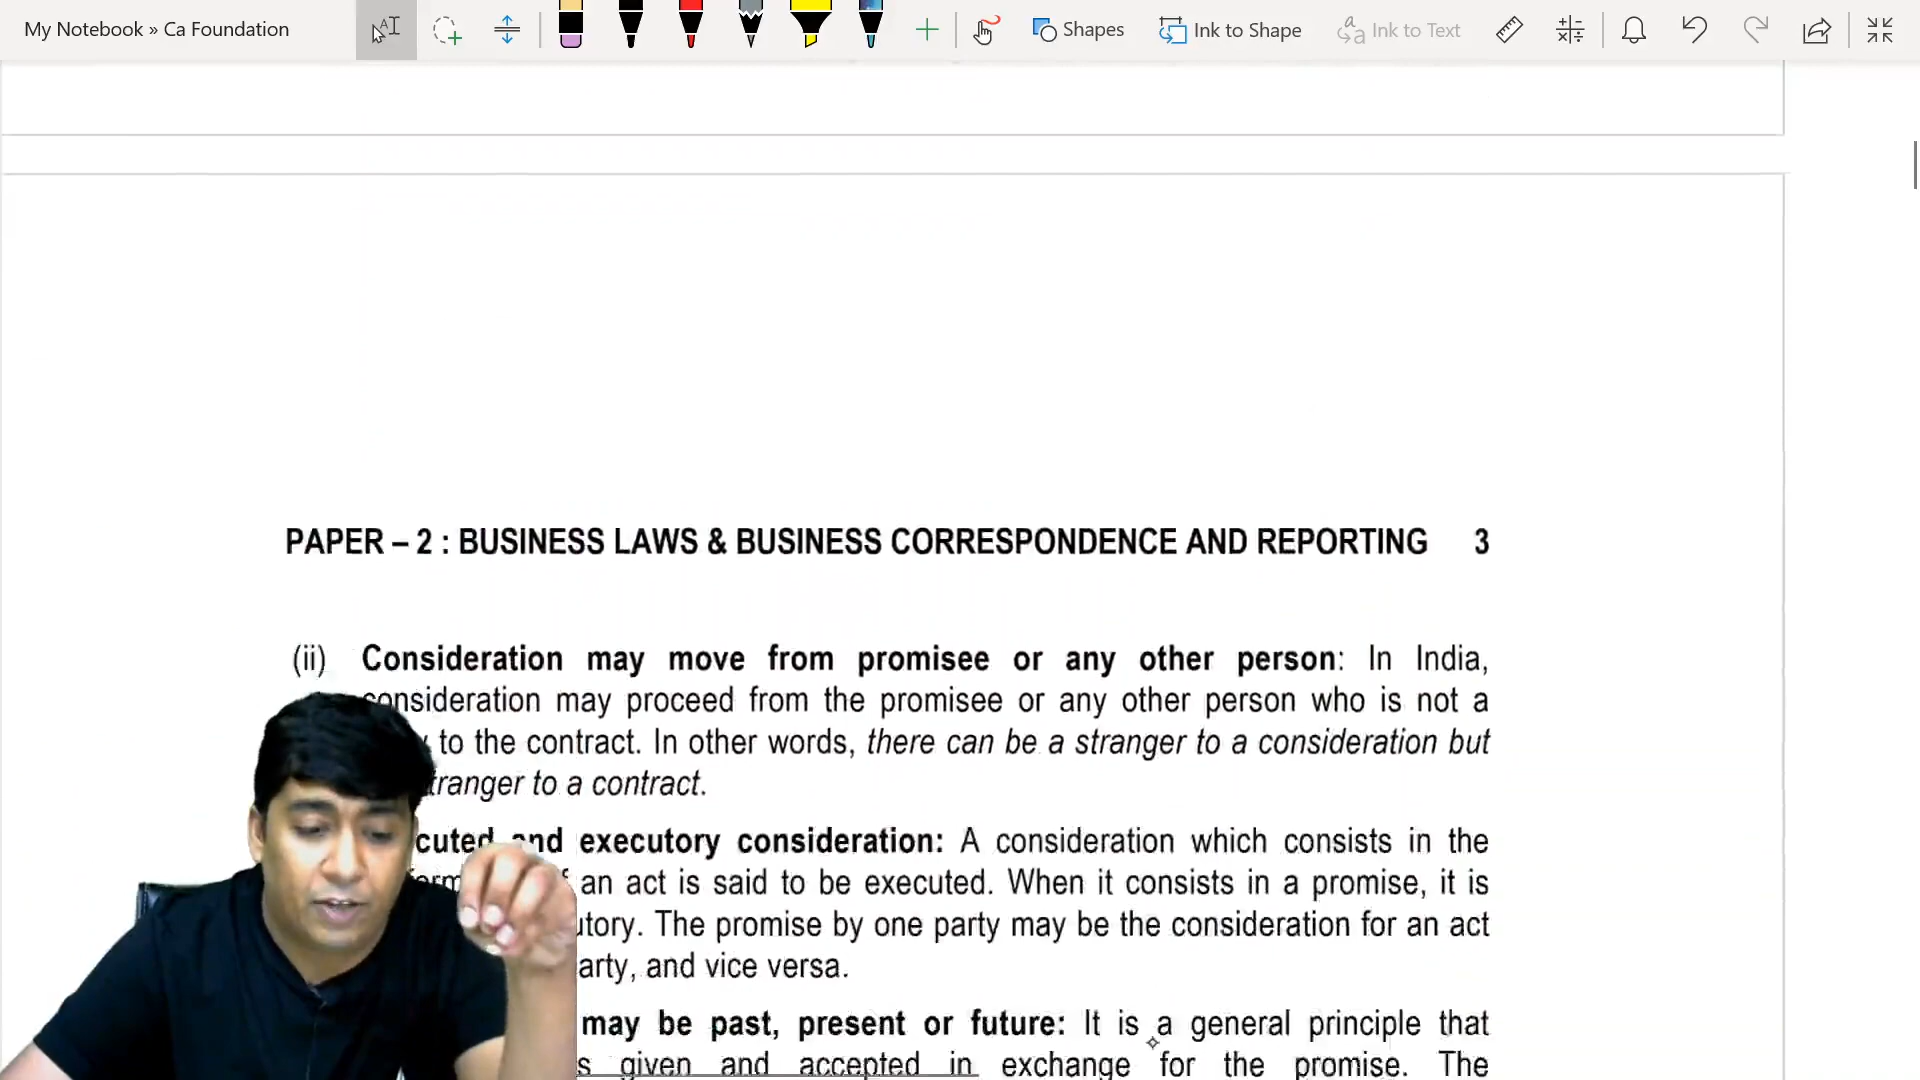 My Notebook » Ca Foundation
Shapes
Ink to Shape
Ink to Text
PAPER – 2 : BUSINESS LAWS & BUSINESS CORRESPONDENCE AND REPORTING 3
(ii) Consideration may move from promisee or any other person: In India,
consideration may proceed from the promisee or any other person who is not a
to the contract. In other words, there can be a stranger to a consideration but
tranger to a contract.
cuted and executory consideration: A consideration which consists in the
form an act is said to be executed. When it consists in a promise, it is
utory. The promise by one party may be the consideration for an act
arty, and vice versa.
may be past, present or future: It is a general principle that
s given and accepted in exchange for the promise. The